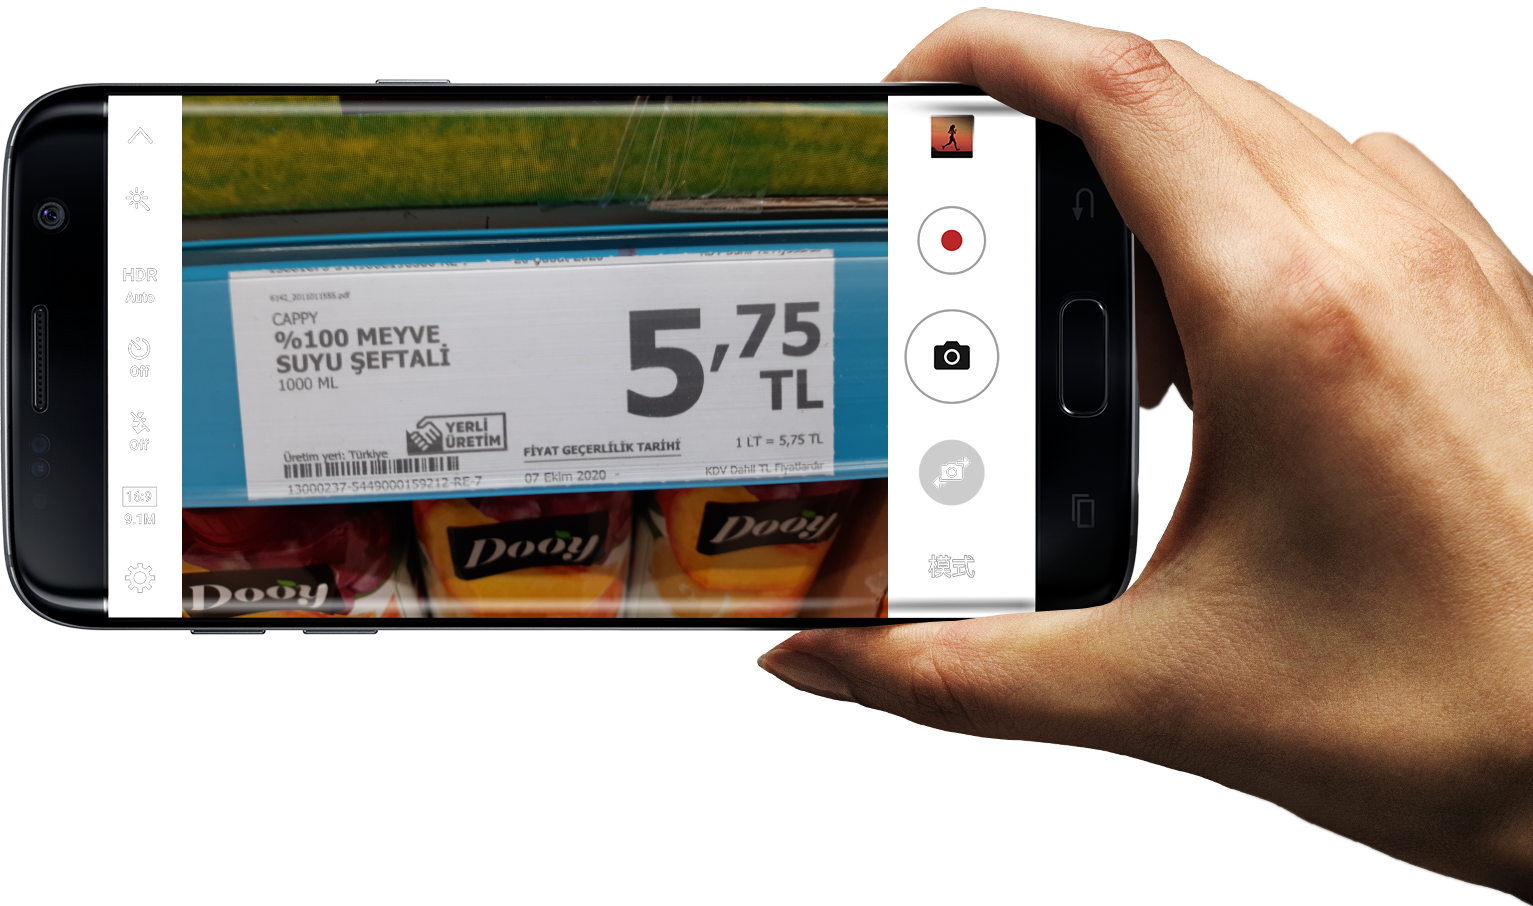 HDR
Auto
Off
Off
16:9
9.1M
6142_2011011555.pdf
CAPPY
%100 MEYVE
SUYU ŞEFTALİ
1000 ML
5,75
TL
YERLİ
ÜRETİM
Üretim yeri: Türkiye
13000237-5449000159212-RE-7
FİYAT GEÇERLİLİK TARİHİ
07 Ekim 2020 -
1 LT = 5,75 TL
KDV Dahil TL Fiyatlardır
Dooy
Dooy
Dooy
模式